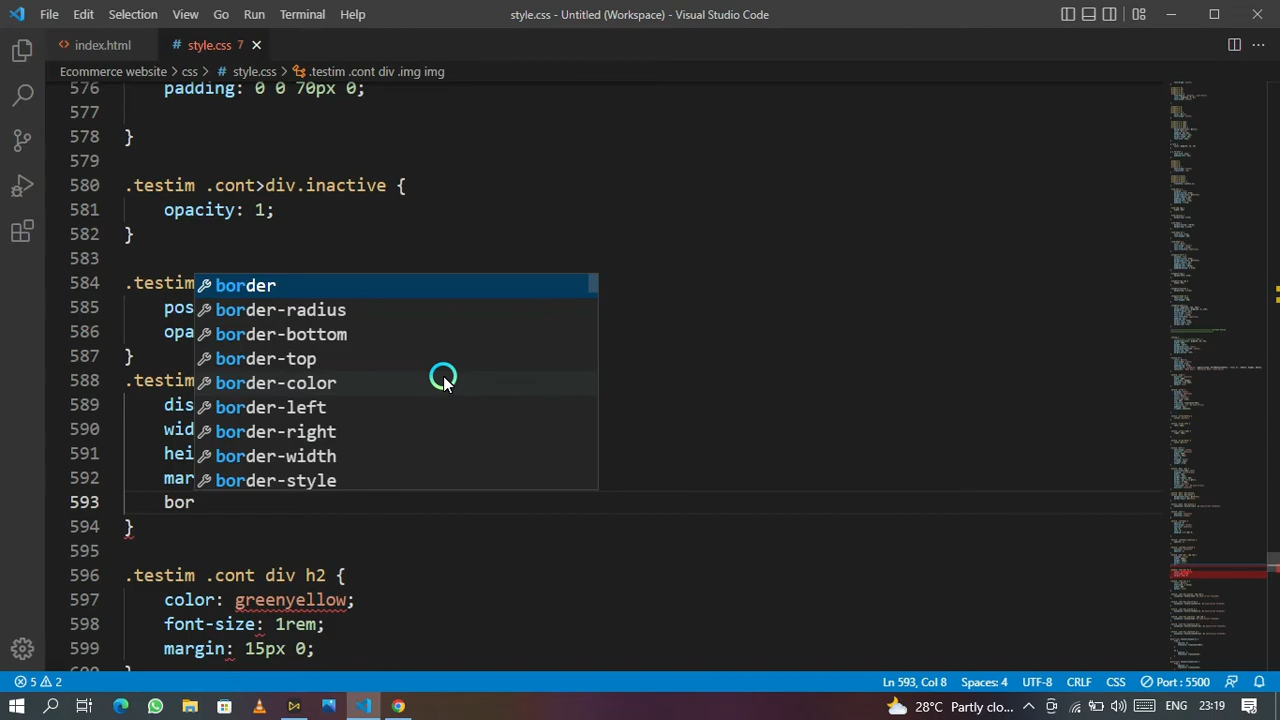 File Edit Selection View Go Run Terminal Help
style.css - Untitled (Workspace) - Visual Studio Code
index.html
# style.css 7
Ecommerce website > css > # style.css > .testim .cont div .img img
576 padding: 0 0 70px 0;
577
578 }
579
580 .testim .cont>div.inactive {
581 opacity: 1;
582 }
583
584 .testim
585 pos
586 opa
587 }
588 .testim
589 dis
590 wid
591 hei
592 mar
593 bor
594 }
595
596 .testim .cont div h2 {
597 color: greenyellow;
598 font-size: 1rem;
599 margin: 15px 0;
border
border-radius
border-bottom
border-top
border-color
border-left
border-right
border-width
border-style
5 2
Ln 593, Col 8 Spaces: 4 UTF-8 CRLF CSS Port : 5500
28°C Partly clo... ENG 23:19